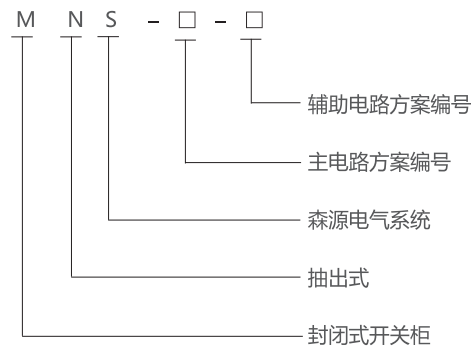 M N S - □ - □
辅助电路方案编号
主电路方案编号
森源电气系统
抽出式
封闭式开关柜